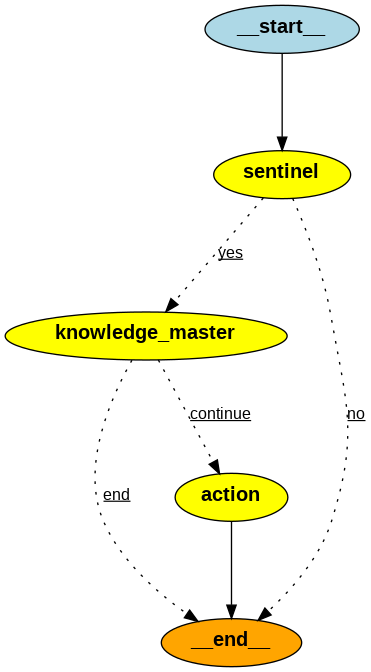 __start__
sentinel
yes
knowledge_master
continue
no
end
action
__end__